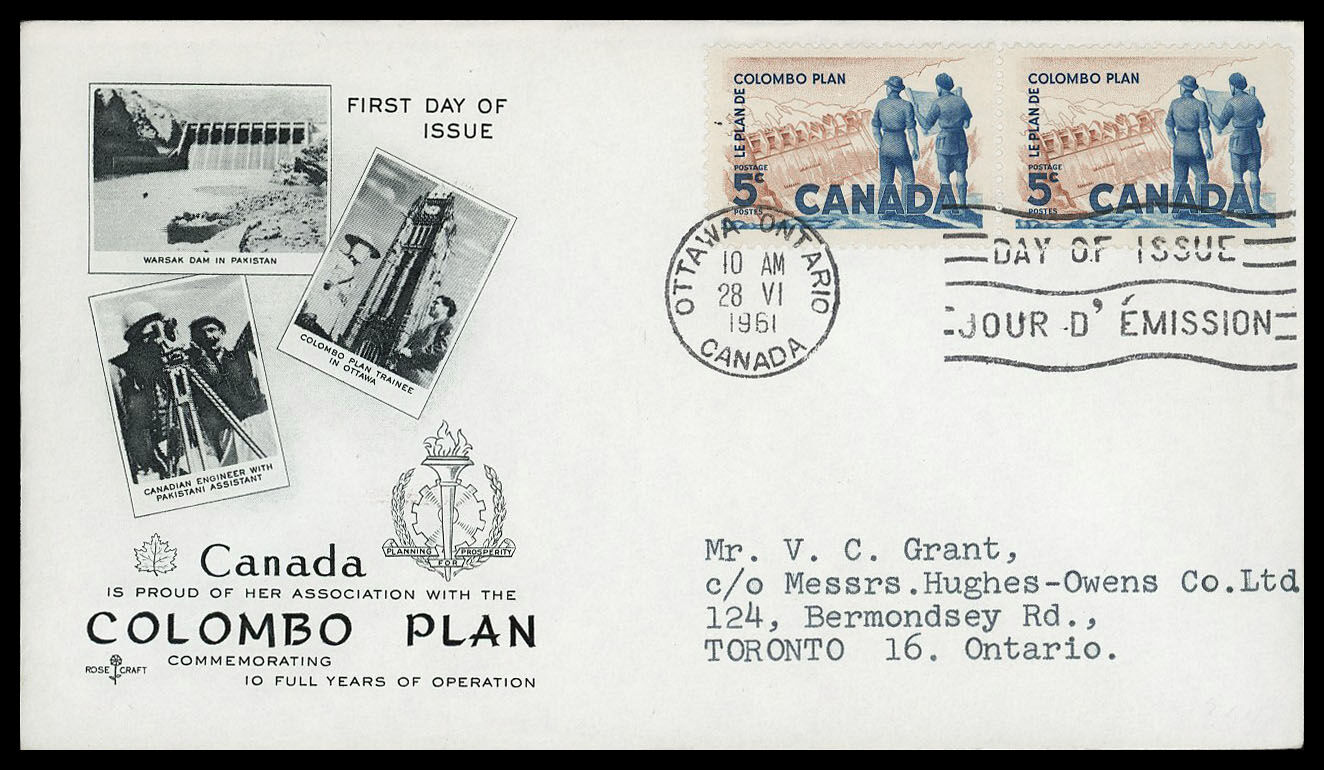 FIRST DAY OF
ISSUE
WARSAK DAM IN PAKISTAN
COLOMBO PLAN TRAINEE
IN OTTAWA
CANADIAN ENGINEER WITH
PAKISTANI ASSISTANT
PLANNING FOR PROSPERITY
Canada
IS PROUD OF HER ASSOCIATION WITH THE
COLOMBO PLAN
ROSE CRAFT
COMMEMORATING
10 FULL YEARS OF OPERATION
COLOMBO PLAN
LE PLAN DE
POSTAGE
5c
POSTES
CANADA
COLOMBO PLAN
LE PLAN DE
POSTAGE
5c
POSTES
CANADA
OTTAWA ONTARIO
10 AM
28 VI
1961
CANADA
DAY OF ISSUE
JOUR D' ÉMISSION
Mr. V. C. Grant,
c/o Messrs.Hughes-Owens Co.Ltd
124, Bermondsey Rd.,
TORONTO 16. Ontario.